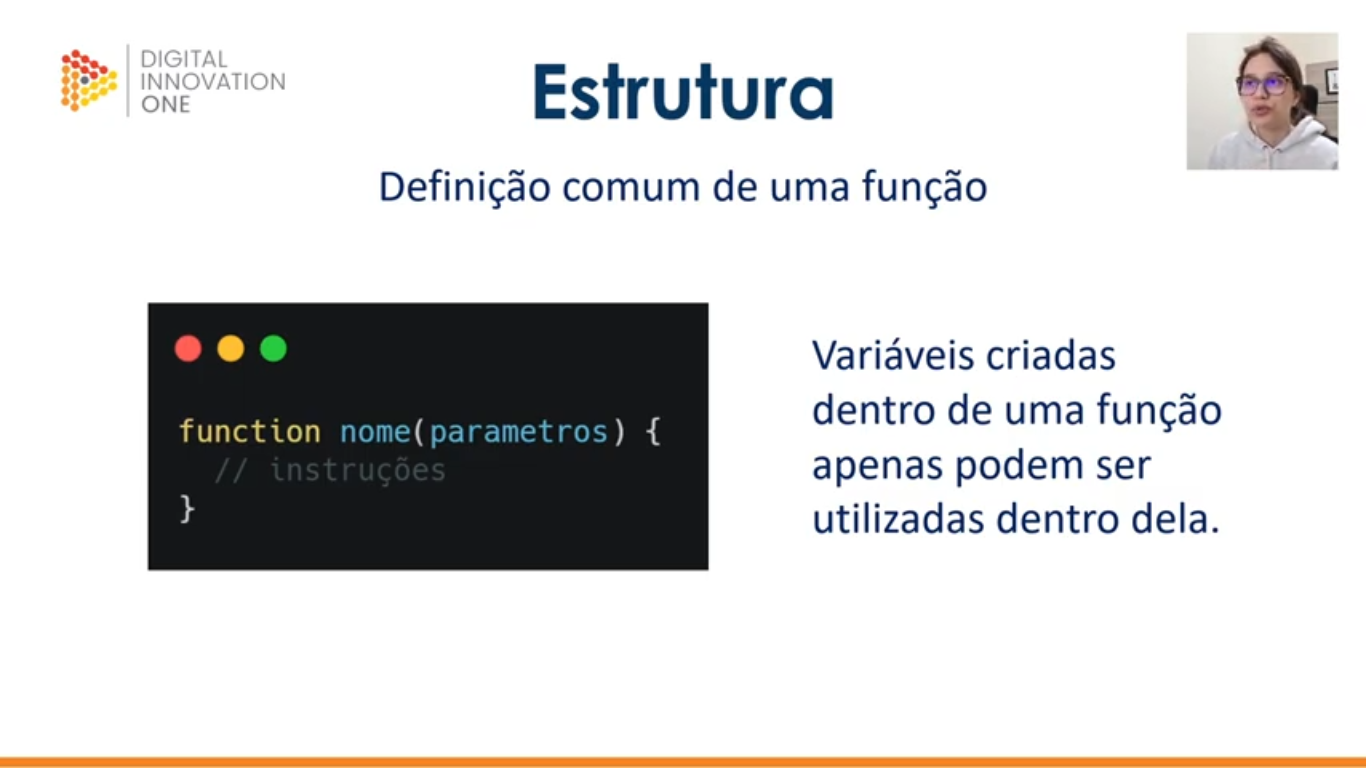 DIGITAL
INNOVATION
ONE
Estrutura
Definição comum de uma função
function nome(parametros) {
// instruções
}
Variáveis criadas
dentro de uma função
apenas podem ser
utilizadas dentro dela.